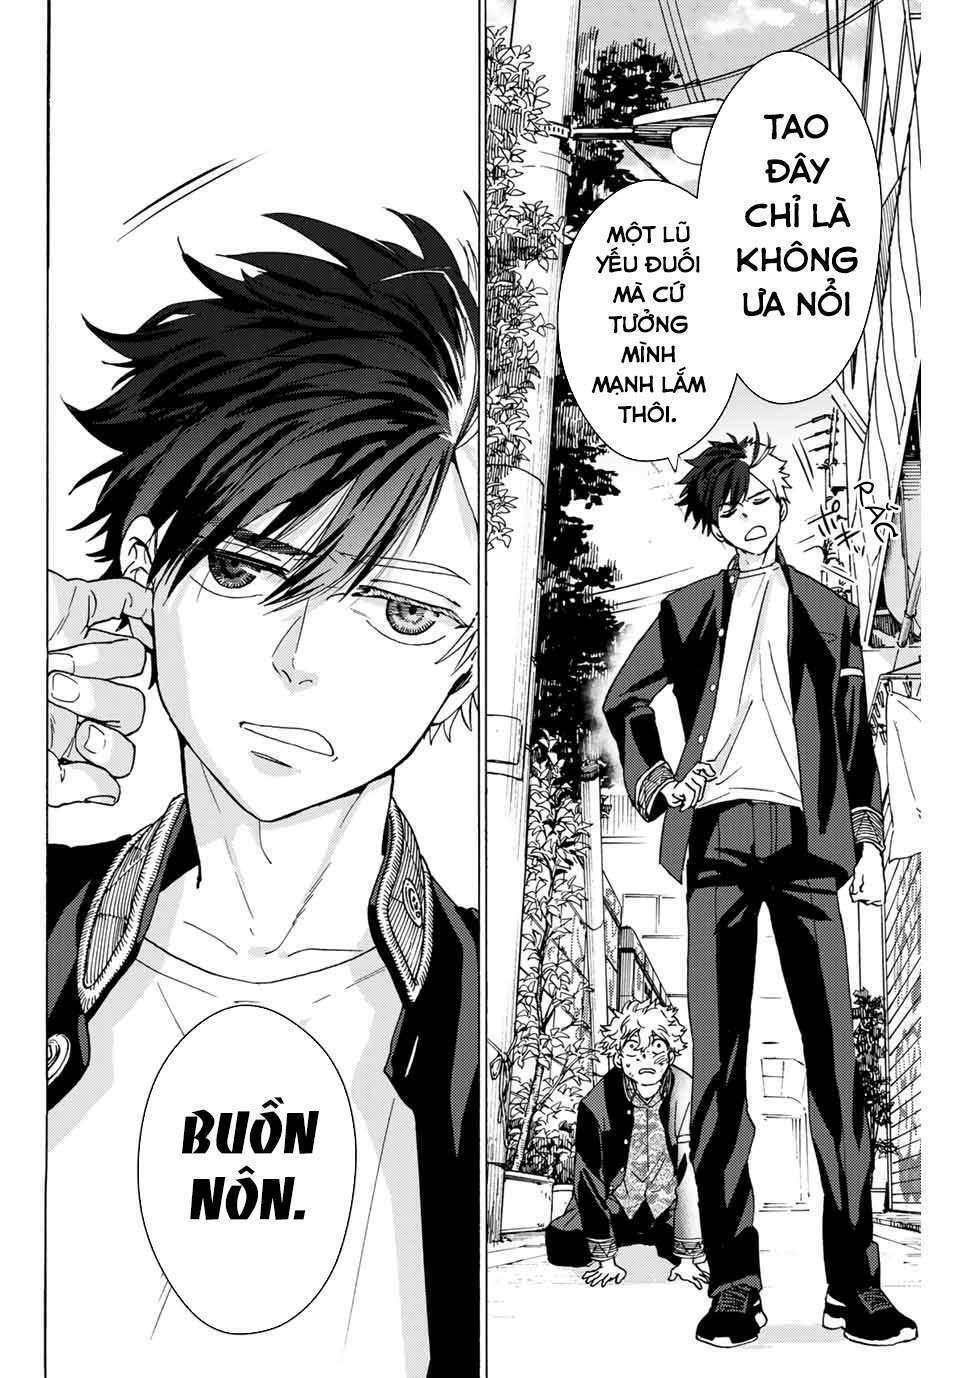 TAO
ĐÂY
CHỈ LÀ
KHÔNG
ƯA NỔI
MỘT LŨ
YẾU ĐUỐI
MÀ CỨ
TƯỞNG
MÌNH
MẠNH LẮM
THÔI.
RẮC
BUỒN
NÔN.